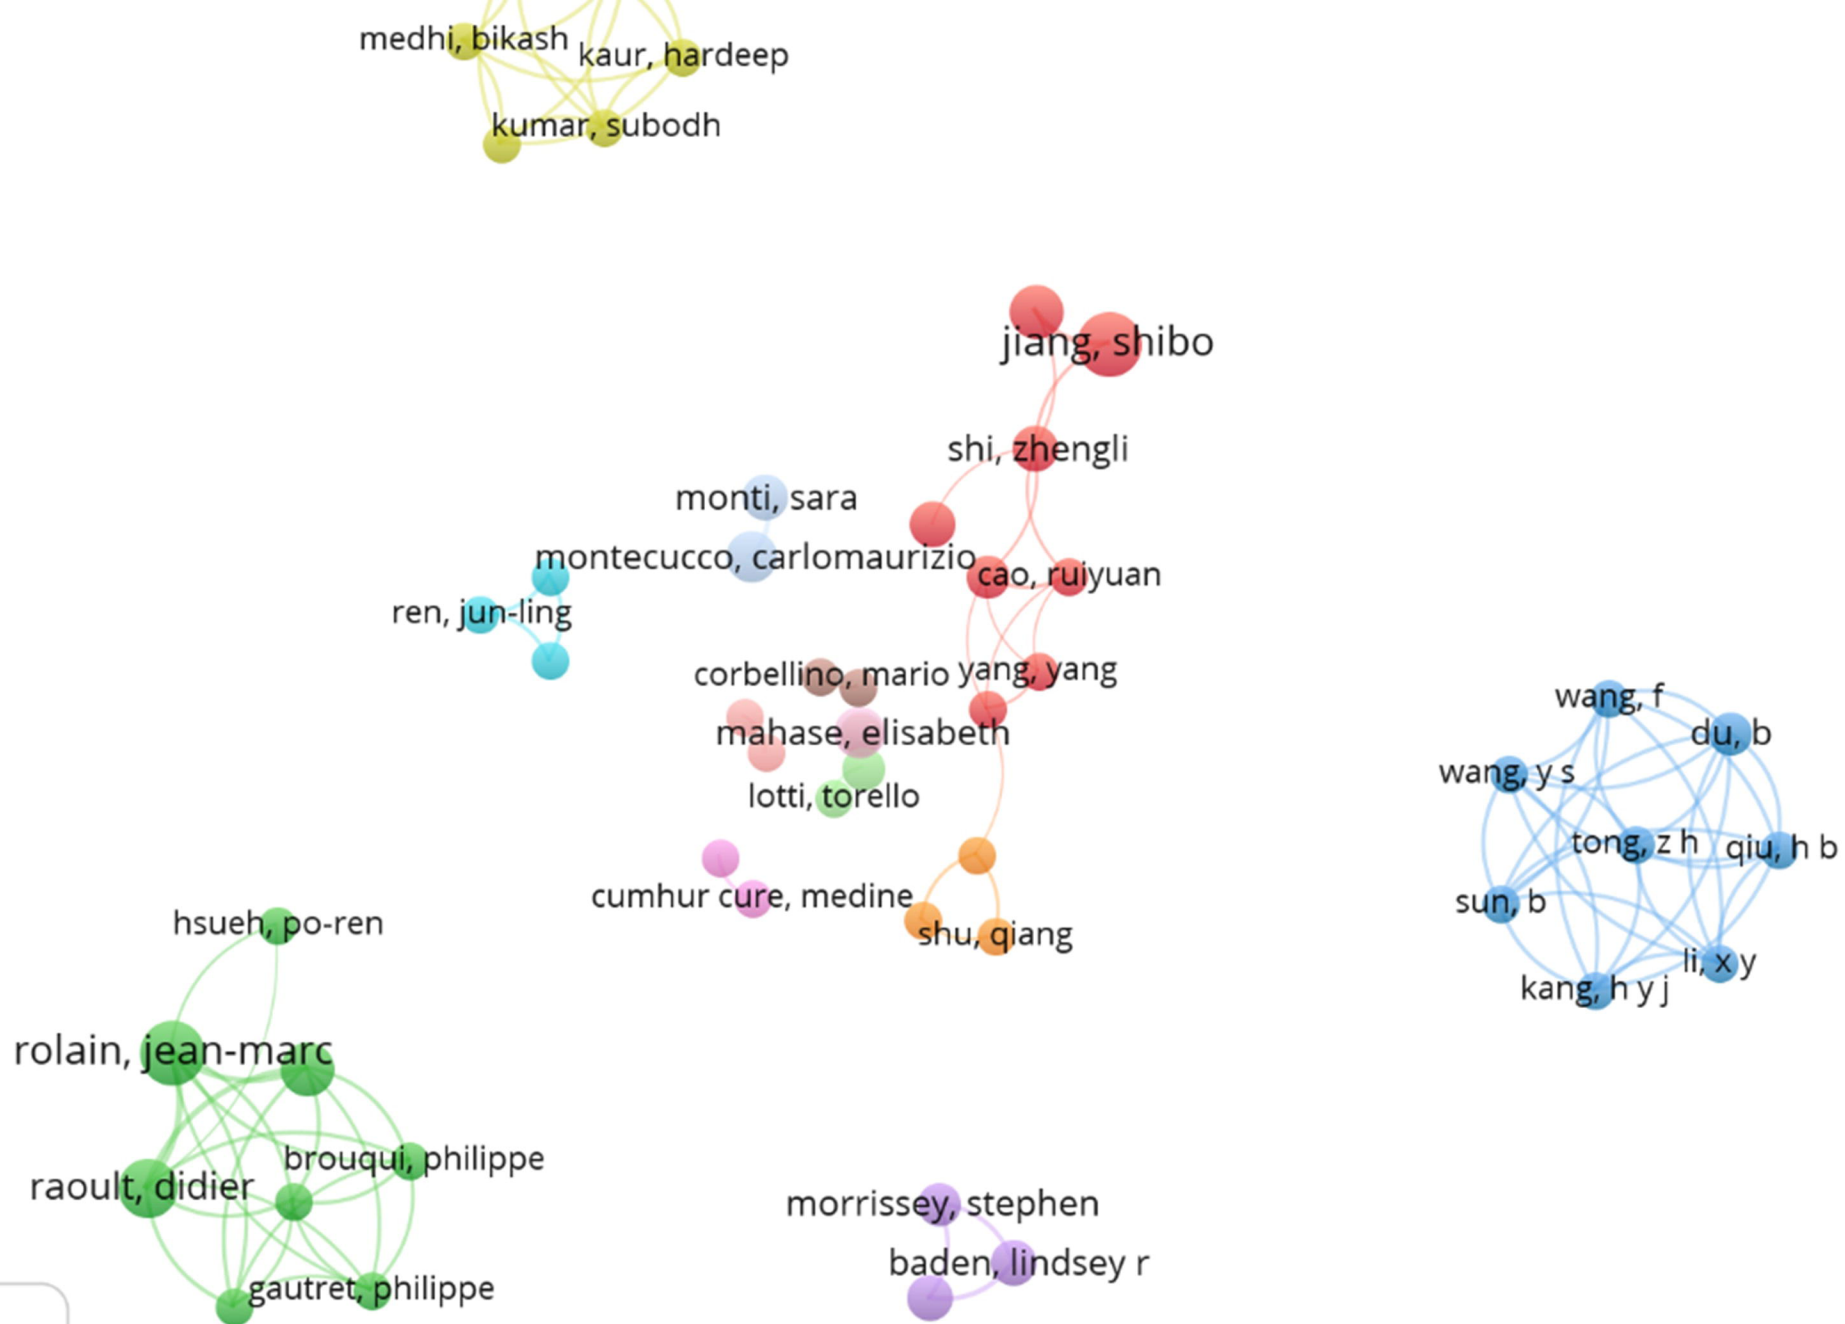 medhi, bikash
kaur, hardeep
kumar, subodh
jiang, shibo
shi, zhengli
monti, sara
montecucco, carlomaurizio
cao, ruiyuan
ren, jun-ling
corbellino, mario
yang, yang
wang, f
mahase, elisabeth
du, b
wang, y s
lotti, torello
tong, z h
qiu, h b
cumhur cure, medine
sun, b
hsueh, po-ren
shu, qiang
li, x y
kang, h y j
rolain, jean-marc
brouqui, philippe
raoult, didier
morrissey, stephen
baden, lindsey r
gautret, philippe